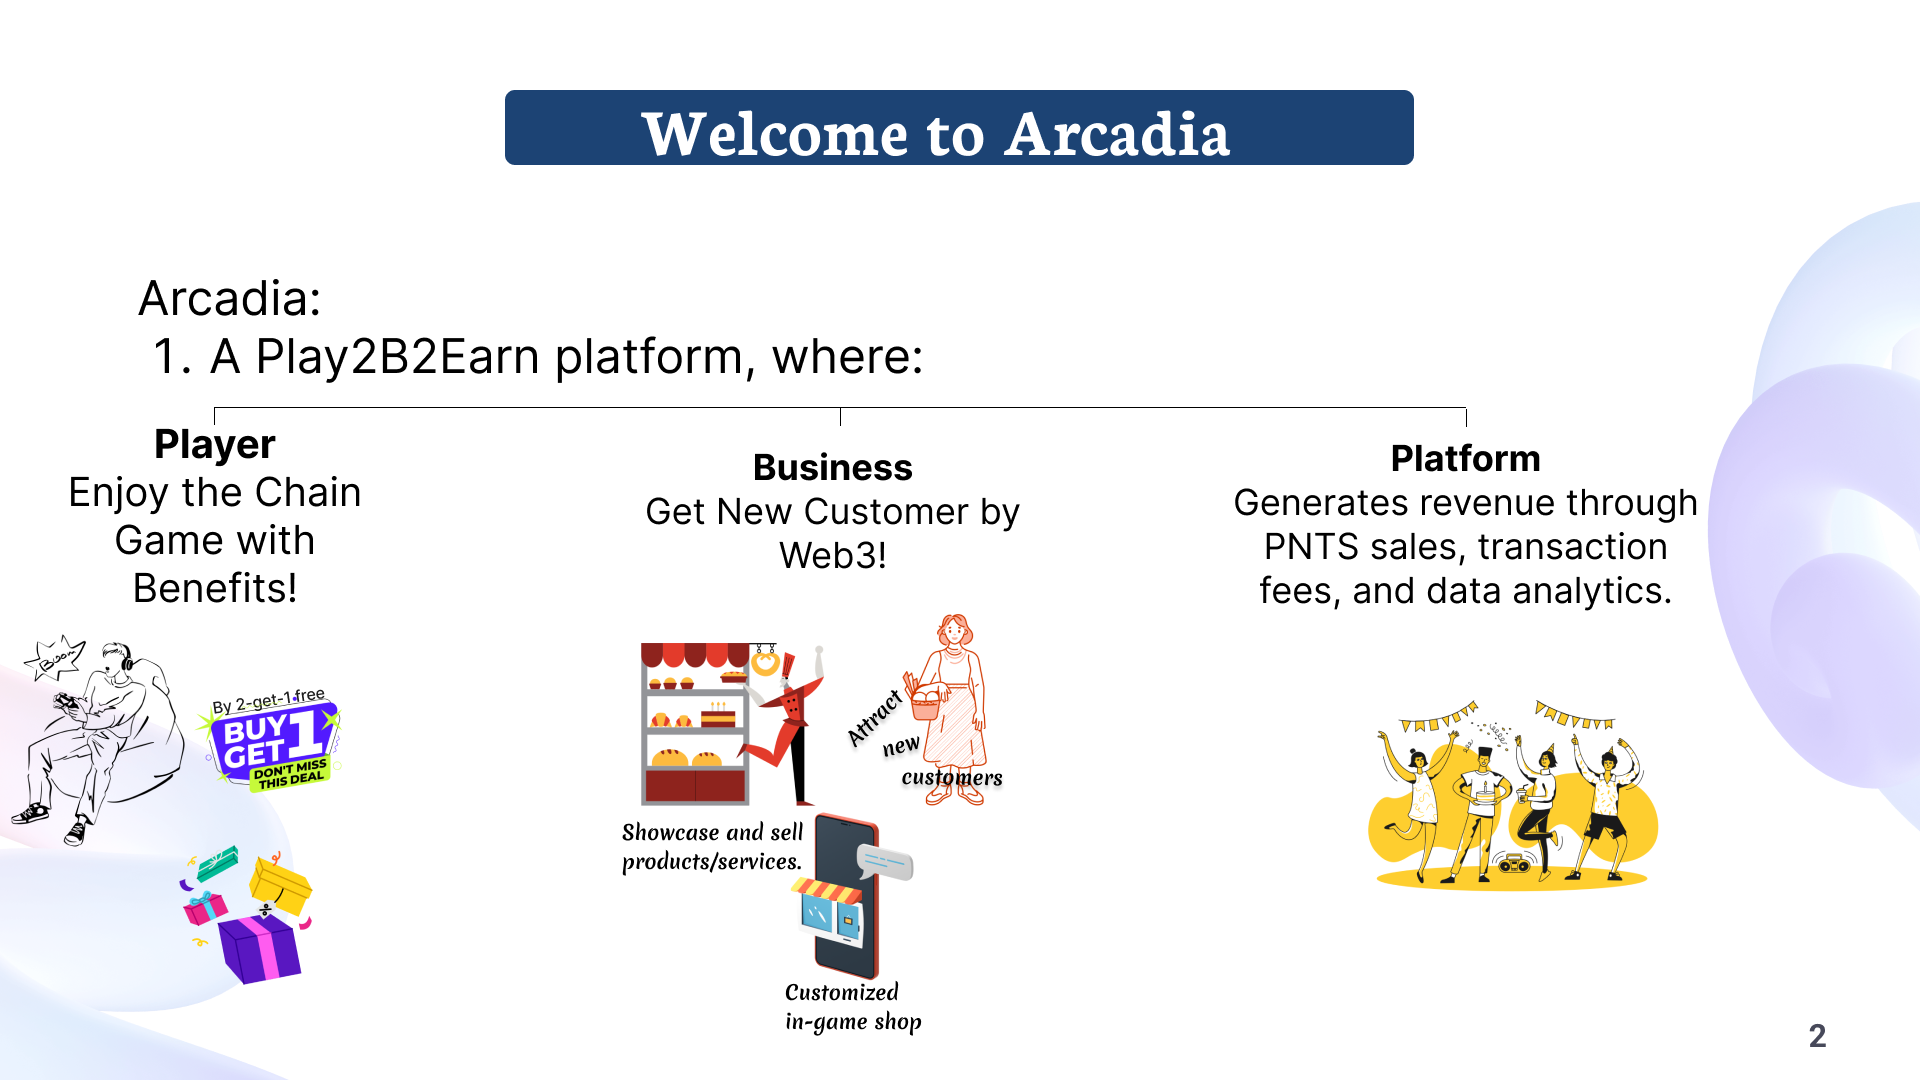 Welcome to Arcadia
Arcadia:
1. A Play2B2Earn platform, where:
Player
Enjoy the Chain
Game with
Benefits!
Boom
By 2-get-1.free
BUY
GET 1
DON'T MISS
THIS DEAL
Business
Get New Customer by
Web3!
Attract
new
customers
Showcase and sell
products/services.
Customized
in-game shop
Platform
Generates revenue through
PNTS sales, transaction
fees, and data analytics.
2